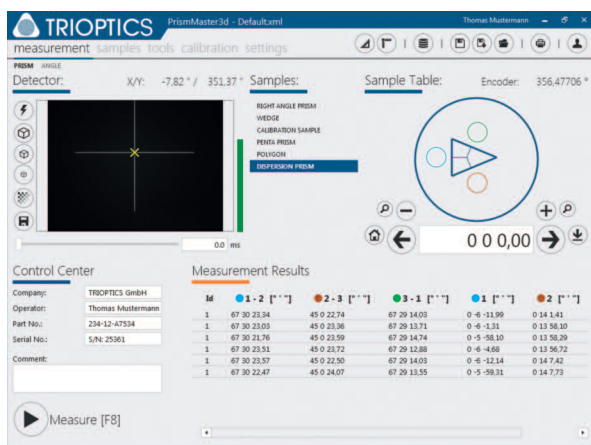 TRIOPTICS PrismMaster3d - Default.xml Thomas Mustermann
measurement samples tools calibration settings
PRISM ANGLE
Detector: X/Y: -7,82 ° / 351,37 ° Samples: Sample Table: Encoder: 356,47706 °
RIGHT ANGLE PRISM
WEDGE
CALIBRATION SAMPLE
PENTA PRISM
POLYGON
DISPERSION PRISM
0.0 ms
0 0 0,00
Control Center
Company: TRIOPTICS GmbH
Operator: Thomas Mustermann
Part No.: 234-12-A7534
Serial No.: S/N: 25361
Comment:
Measure [F8]
Measurement Results
Id 1 - 2 [° ' "] 2 - 3 [° ' "] 3 - 1 [° ' "] 1 [° ' "] 2 [° ' "]
1 67 30 23,34 45 0 22,74 67 29 14,03 0 -6 -11,99 0 14 1,41
1 67 30 23,03 45 0 23,36 67 29 13,71 0 -6 -1,31 0 13 58,10
1 67 30 21,76 45 0 23,59 67 29 14,74 0 -5 -58,10 0 13 58,29
1 67 30 23,51 45 0 23,72 67 29 12,88 0 -6 -4,68 0 13 56,72
1 67 30 23,57 45 0 22,50 67 29 14,03 0 -6 -12,14 0 14 7,42
1 67 30 22,47 45 0 24,07 67 29 13,55 0 -5 -59,31 0 14 7,73